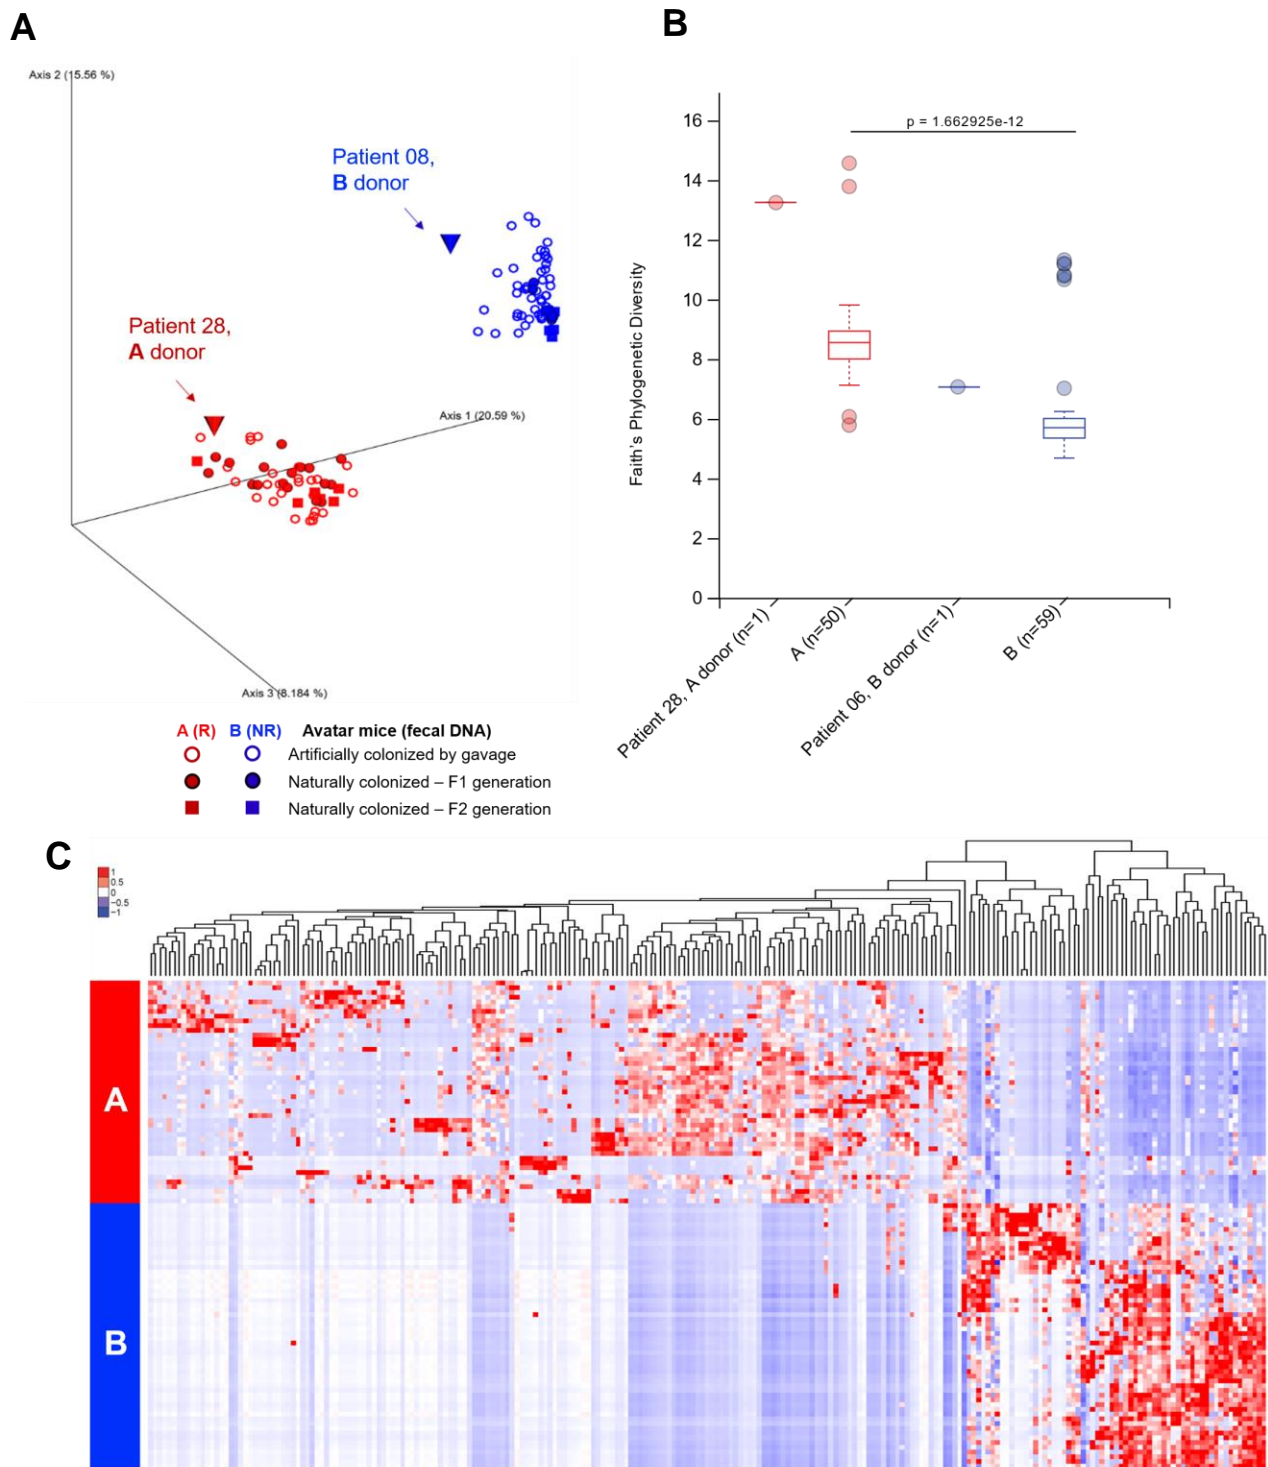 A
B
Axis 2 (15.56 %)
Patient 08,
B donor
Patient 28,
A donor
Axis 1 (20.59 %)
Axis 3 (8.184 %)
A (R) B (NR) Avatar mice (fecal DNA)
Artificially colonized by gavage
Naturally colonized – F1 generation
Naturally colonized – F2 generation
p = 1.662925e-12
Faith's Phylogenetic Diversity
16
14
12
10
8
6
4
2
0
Patient 28, A donor (n=1)
A (n=50)
Patient 06, B donor (n=1)
B (n=59)
C
1
0.5
0
−0.5
−1
A
B